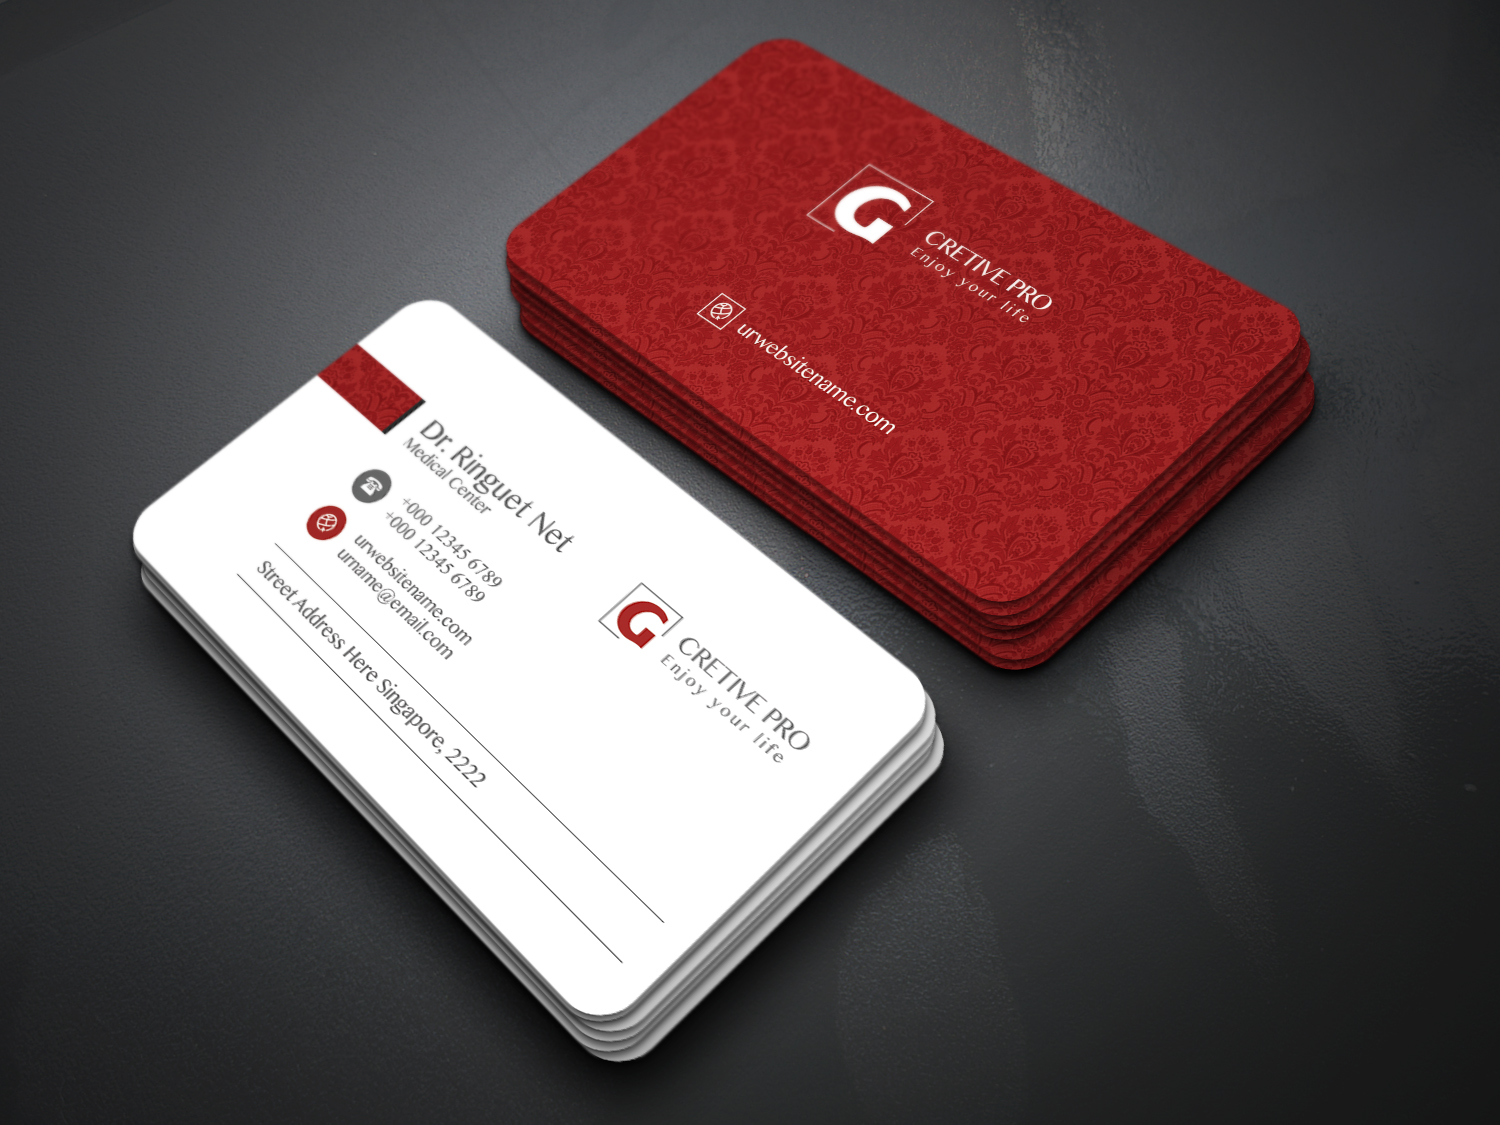 G
CRETIVE PRO
Enjoy your life
urwebsitename.com
Dr. Ringuet Net
Medical Center
+000 12345 6789
+000 12345 6789
urwebsitename.com
urname@email.com
Street Address Here Singapore, 2222
G
CRETIVE PRO
Enjoy your life